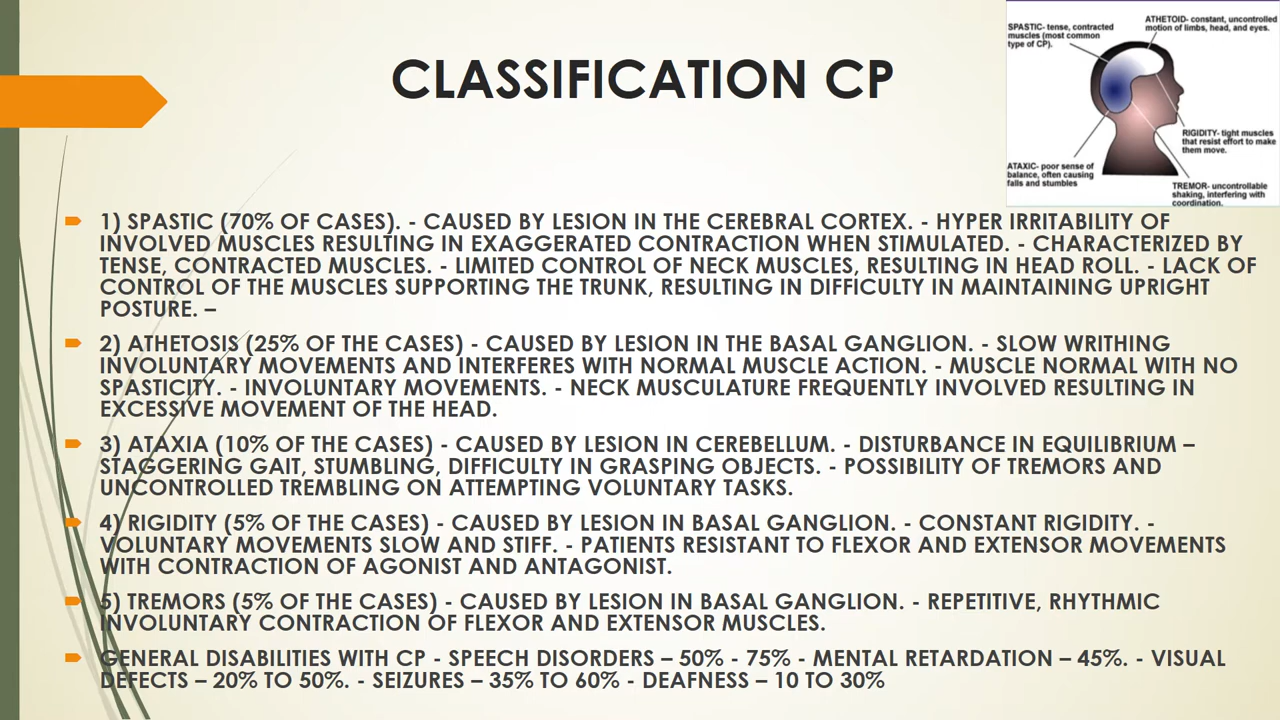 CLASSIFICATION CP
SPASTIC- tense, contracted
muscles (most common
type of CP).
ATHETOID- constant, uncontrolled
motion of limbs, head, and eyes.
RIGIDITY- tight muscles
that resist effort to make
them move.
ATAXIC- poor sense of
balance, often causing
falls and stumbles
TREMOR- uncontrollable
shaking, interfering with
coordination.
1) SPASTIC (70% OF CASES). - CAUSED BY LESION IN THE CEREBRAL CORTEX. - HYPER IRRITABILITY OF
INVOLVED MUSCLES RESULTING IN EXAGGERATED CONTRACTION WHEN STIMULATED. - CHARACTERIZED BY
TENSE, CONTRACTED MUSCLES. - LIMITED CONTROL OF NECK MUSCLES, RESULTING IN HEAD ROLL. - LACK OF
CONTROL OF THE MUSCLES SUPPORTING THE TRUNK, RESULTING IN DIFFICULTY IN MAINTAINING UPRIGHT
POSTURE. –
2) ATHETOSIS (25% OF THE CASES) - CAUSED BY LESION IN THE BASAL GANGLION. - SLOW WRITHING
INVOLUNTARY MOVEMENTS AND INTERFERES WITH NORMAL MUSCLE ACTION. - MUSCLE NORMAL WITH NO
SPASTICITY. - INVOLUNTARY MOVEMENTS. - NECK MUSCULATURE FREQUENTLY INVOLVED RESULTING IN
EXCESSIVE MOVEMENT OF THE HEAD.
3) ATAXIA (10% OF THE CASES) - CAUSED BY LESION IN CEREBELLUM. - DISTURBANCE IN EQUILIBRIUM –
STAGGERING GAIT, STUMBLING, DIFFICULTY IN GRASPING OBJECTS. - POSSIBILITY OF TREMORS AND
UNCONTROLLED TREMBLING ON ATTEMPTING VOLUNTARY TASKS.
4) RIGIDITY (5% OF THE CASES) - CAUSED BY LESION IN BASAL GANGLION. - CONSTANT RIGIDITY. -
VOLUNTARY MOVEMENTS SLOW AND STIFF. - PATIENTS RESISTANT TO FLEXOR AND EXTENSOR MOVEMENTS
WITH CONTRACTION OF AGONIST AND ANTAGONIST.
5) TREMORS (5% OF THE CASES) - CAUSED BY LESION IN BASAL GANGLION. - REPETITIVE, RHYTHMIC
INVOLUNTARY CONTRACTION OF FLEXOR AND EXTENSOR MUSCLES.
GENERAL DISABILITIES WITH CP - SPEECH DISORDERS – 50% - 75% - MENTAL RETARDATION – 45%. - VISUAL
DEFECTS – 20% TO 50%. - SEIZURES – 35% TO 60% - DEAFNESS – 10 TO 30%